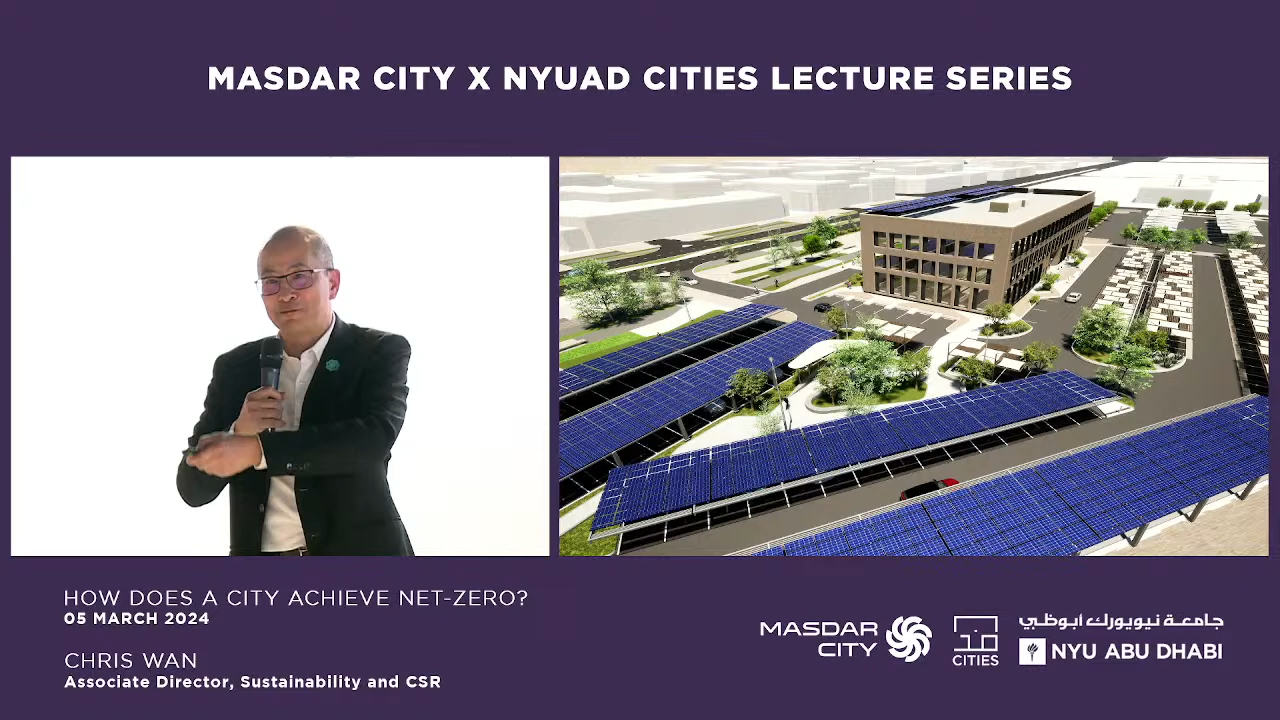 MASDAR CITY X NYUAD CITIES LECTURE SERIES
HOW DOES A CITY ACHIEVE NET-ZERO?
05 MARCH 2024
CHRIS WAN
Associate Director, Sustainability and CSR
MASDAR
CITY
CITIES
جامعة نيويورك أبوظبي
NYU ABU DHABI